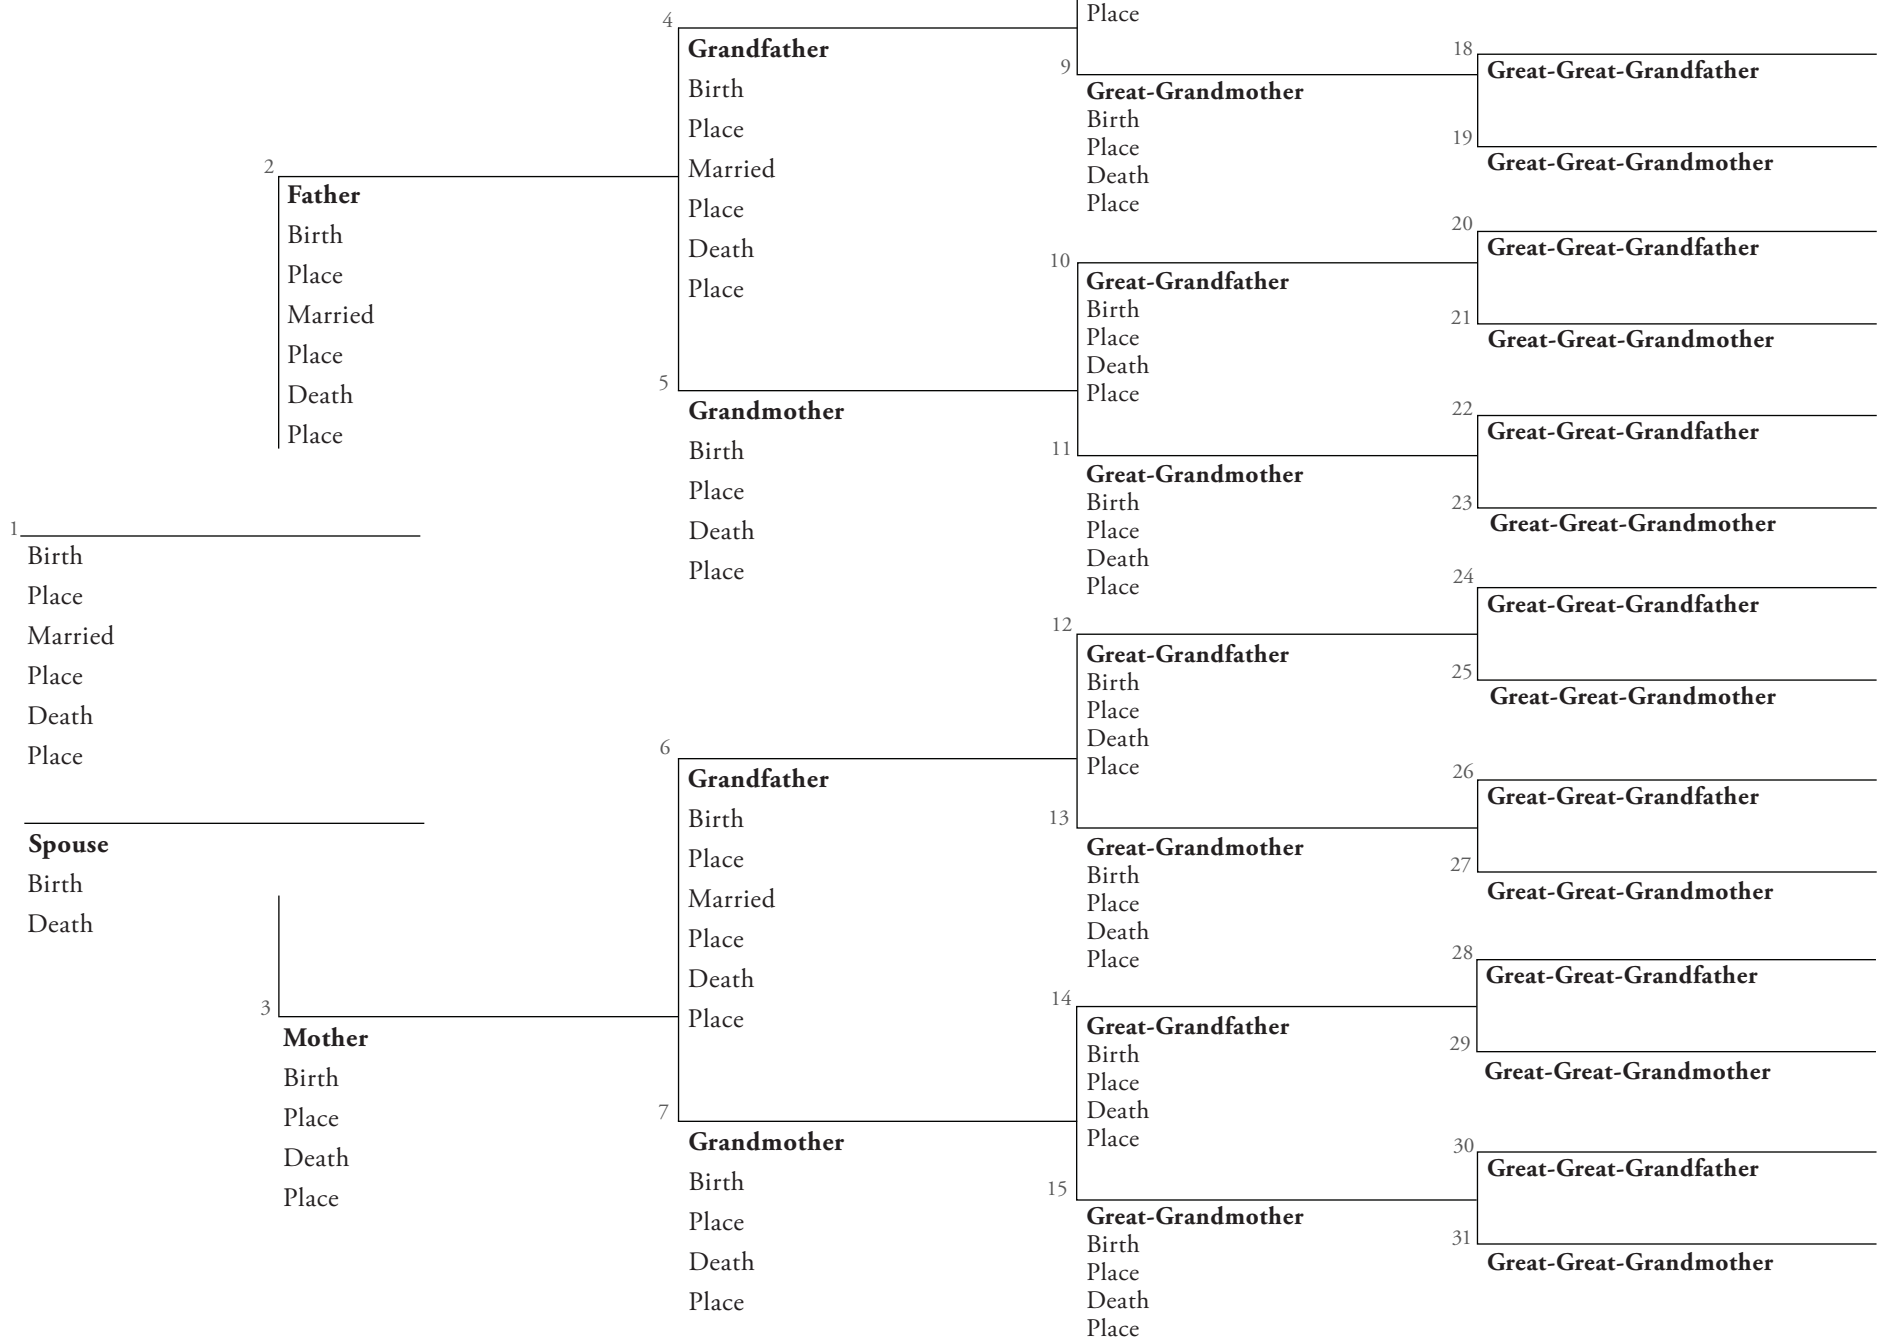 1
Birth
Place
Married
Place
Death
Place
Spouse
Birth
Death
2
Father
Birth
Place
Married
Place
Death
Place
3
Mother
Birth
Place
Death
Place
4
Grandfather
Birth
Place
Married
Place
Death
Place
5
Grandmother
Birth
Place
Death
Place
6
Grandfather
Birth
Place
Married
Place
Death
Place
7
Grandmother
Birth
Place
Death
Place
Place
9
Great-Grandmother
Birth
Place
Death
Place
10
Great-Grandfather
Birth
Place
Death
Place
11
Great-Grandmother
Birth
Place
Death
Place
12
Great-Grandfather
Birth
Place
Death
Place
13
Great-Grandmother
Birth
Place
Death
Place
14
Great-Grandfather
Birth
Place
Death
Place
15
Great-Grandmother
Birth
Place
Death
Place
18
Great-Great-Grandfather
19
Great-Great-Grandmother
20
Great-Great-Grandfather
21
Great-Great-Grandmother
22
Great-Great-Grandfather
23
Great-Great-Grandmother
24
Great-Great-Grandfather
25
Great-Great-Grandmother
26
Great-Great-Grandfather
27
Great-Great-Grandmother
28
Great-Great-Grandfather
29
Great-Great-Grandmother
30
Great-Great-Grandfather
31
Great-Great-Grandmother